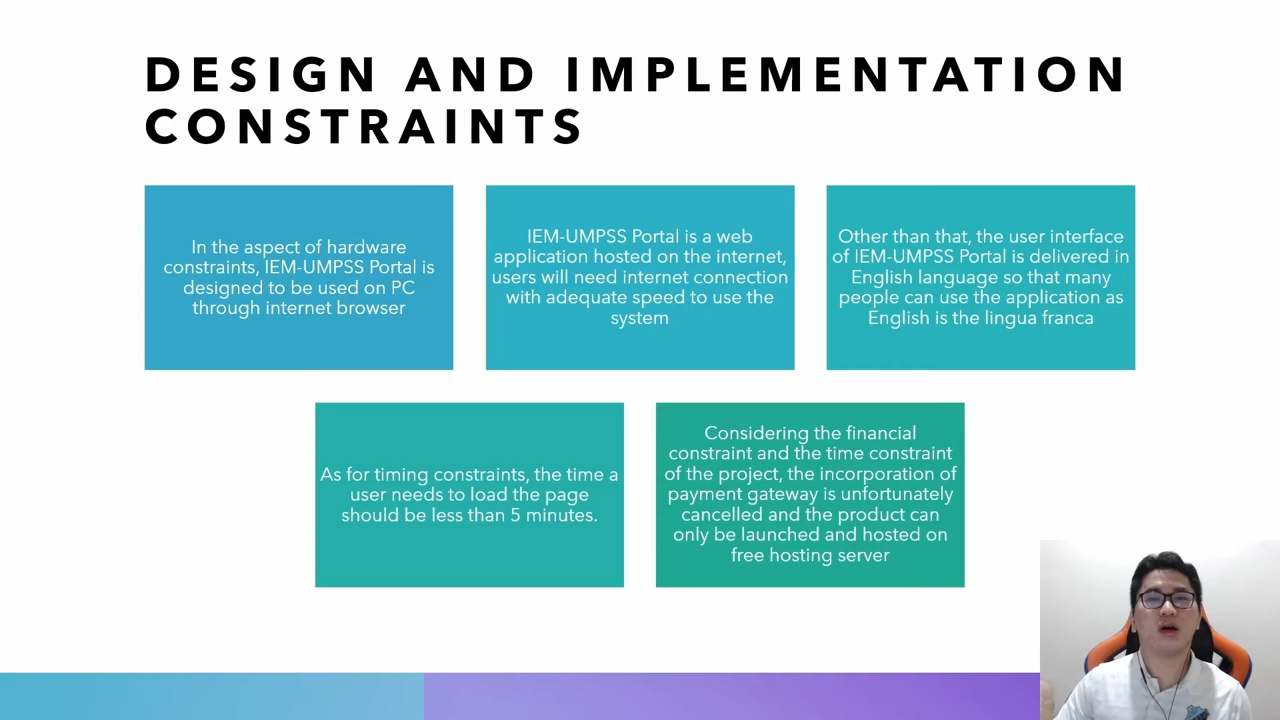 DESIGN AND IMPLEMENTATION
CONSTRAINTS
In the aspect of hardware
constraints, IEM-UMPSS Portal is
designed to be used on PC
through internet browser
IEM-UMPSS Portal is a web
application hosted on the internet,
users will need internet connection
with adequate speed to use the
system
Other than that, the user interface
of IEM-UMPSS Portal is delivered in
English language so that many
people can use the application as
English is the lingua franca
As for timing constraints, the time a
user needs to load the page
should be less than 5 minutes.
Considering the financial
constraint and the time constraint
of the project, the incorporation of
payment gateway is unfortunately
cancelled and the product can
only be launched and hosted on
free hosting server